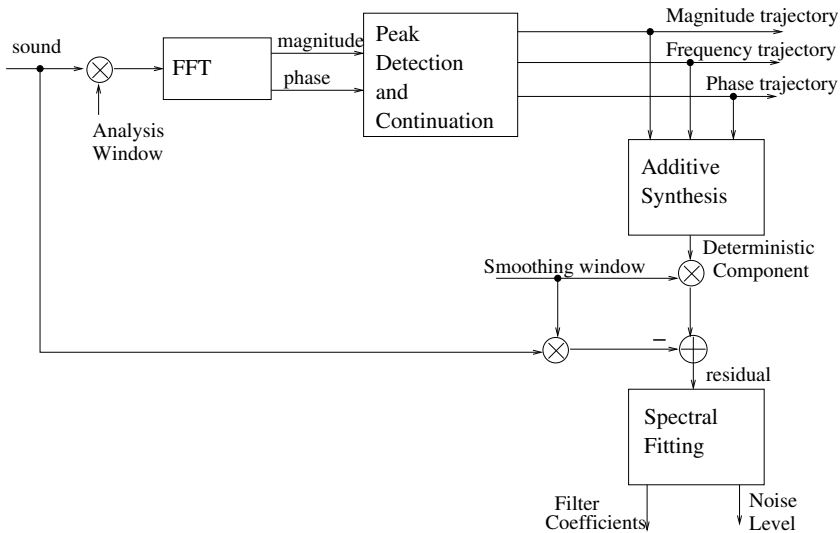 Magnitude trajectory
sound
magnitude
Peak
Detection
and
Continuation
Frequency trajectory
FFT
phase
Phase trajectory
Analysis
Window
Additive
Synthesis
Deterministic
Component
Smoothing window
−
residual
Spectral
Fitting
Filter
Coefficients
Noise
Level